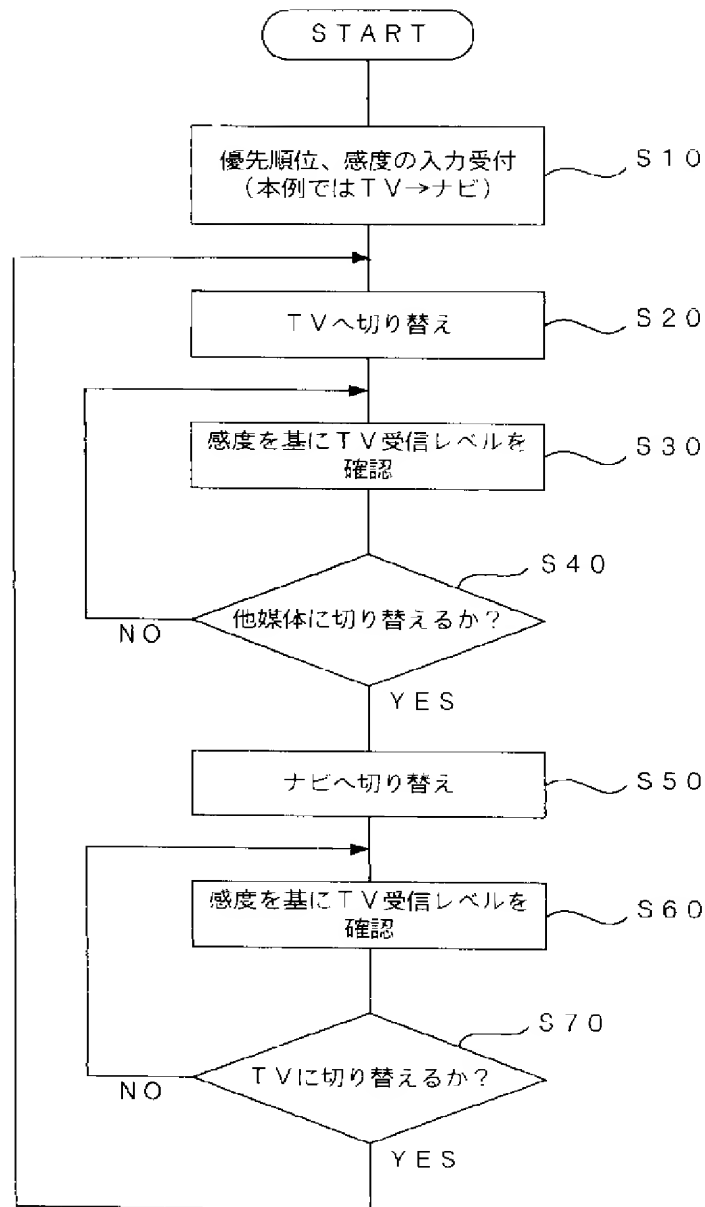 ＳＴＡＲＴ
優先順位、感度の入力受付
（本例ではＴＶ→ナビ）
Ｓ１０
ＴＶへ切り替え
Ｓ２０
感度を基にＴＶ受信レベルを
確認
Ｓ３０
Ｓ４０
他媒体に切り替えるか？
ＮＯ
ＹＥＳ
ナビへ切り替え
Ｓ５０
感度を基にＴＶ受信レベルを
確認
Ｓ６０
Ｓ７０
ＴＶに切り替えるか？
ＮＯ
ＹＥＳ